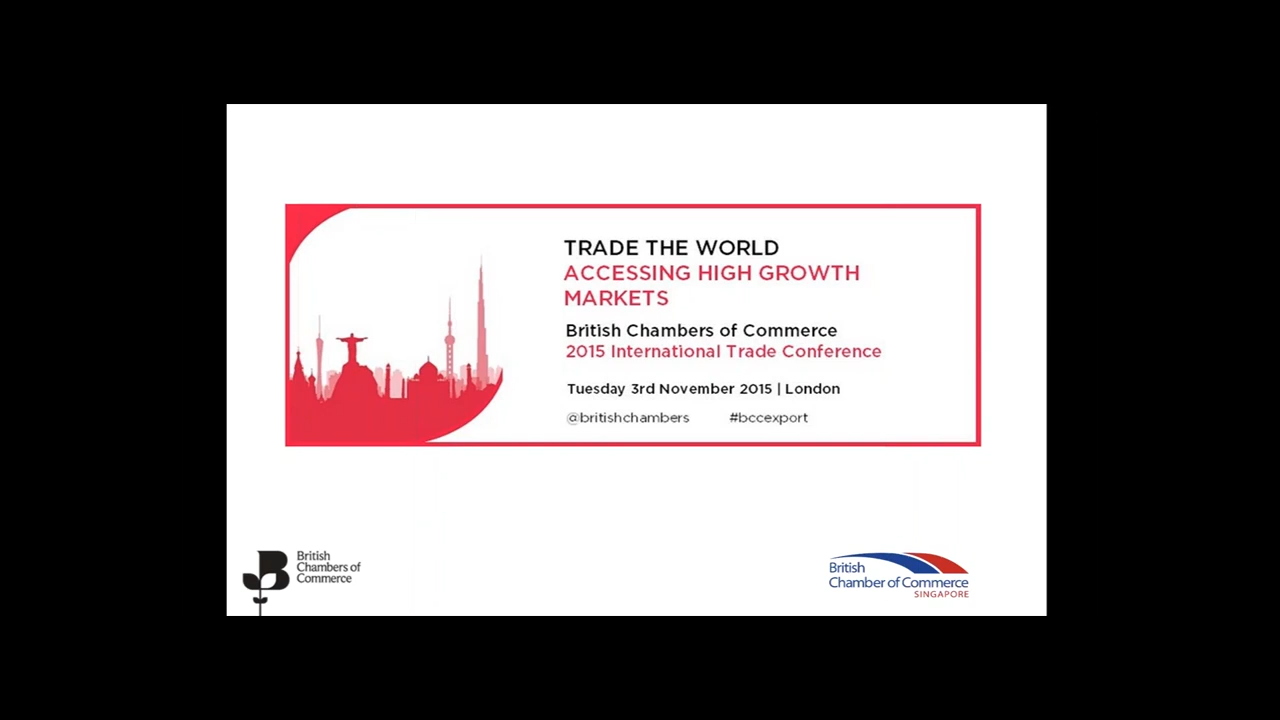 TRADE THE WORLD
ACCESSING HIGH GROWTH
MARKETS
British Chambers of Commerce
2015 International Trade Conference
Tuesday 3rd November 2015 | London
@britishchambers #bccexport
British
Chambers of
Commerce
British
Chamber of Commerce
SINGAPORE